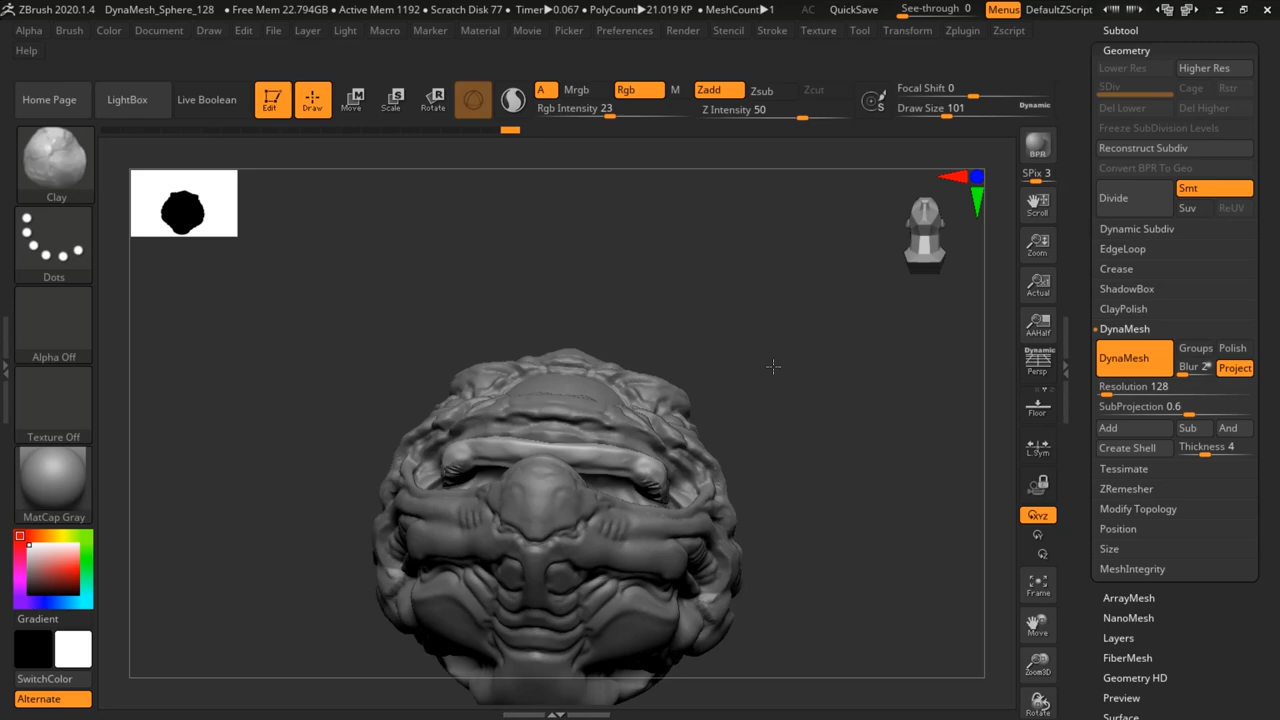 ZBrush 2020.1.4 DynaMesh_Sphere_128 • Free Mem 22.794GB • Active Mem 1192 • Scratch Disk 77 • Timer▶0.067 • PolyCount▶21.019 KP • MeshCount▶1 AC QuickSave See-through 0 Menus DefaultZScript
Alpha Brush Color Document Draw Edit File Layer Light Macro Marker Material Movie Picker Preferences Render Stencil Stroke Texture Tool Transform Zplugin Zscript
Help
Home Page LightBox Live Boolean Edit Draw Move Scale Rotate
A Mrgb Rgb M Zadd Zsub Zcut
Rgb Intensity 23 Z Intensity 50
Focal Shift 0
Draw Size 101 Dynamic
Clay
Dots
Alpha Off
Texture Off
MatCap Gray
Gradient
SwitchColor
Alternate
BPR
SPix 3
Scroll
Zoom
Actual
AAHalf
Dynamic
Persp
Floor
L.Sym
XYZ
Frame
Move
Zoom3D
Rotate
Subtool
Geometry
Lower Res Higher Res
SDiv Cage Rstr
Del Lower Del Higher
Freeze SubDivision Levels
Reconstruct Subdiv
Convert BPR To Geo
Divide Smt
Suv ReUV
Dynamic Subdiv
EdgeLoop
Crease
ShadowBox
ClayPolish
DynaMesh
DynaMesh Groups Polish
Blur 2 Project
Resolution 128
SubProjection 0.6
Add Sub And
Create Shell Thickness 4
Tessimate
ZRemesher
Modify Topology
Position
Size
MeshIntegrity
ArrayMesh
NanoMesh
Layers
FiberMesh
Geometry HD
Preview
Surface